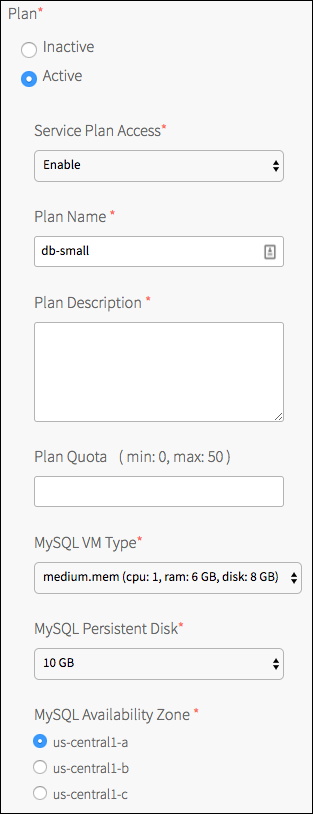 Plan*
Inactive
Active
Service Plan Access*
Enable
Plan Name *
db-small
Plan Description *
Plan Quota ( min: 0, max: 50 )
MySQL VM Type*
medium.mem (cpu: 1, ram: 6 GB, disk: 8 GB)
MySQL Persistent Disk*
10 GB
MySQL Availability Zone *
us-central1-a
us-central1-b
us-central1-c